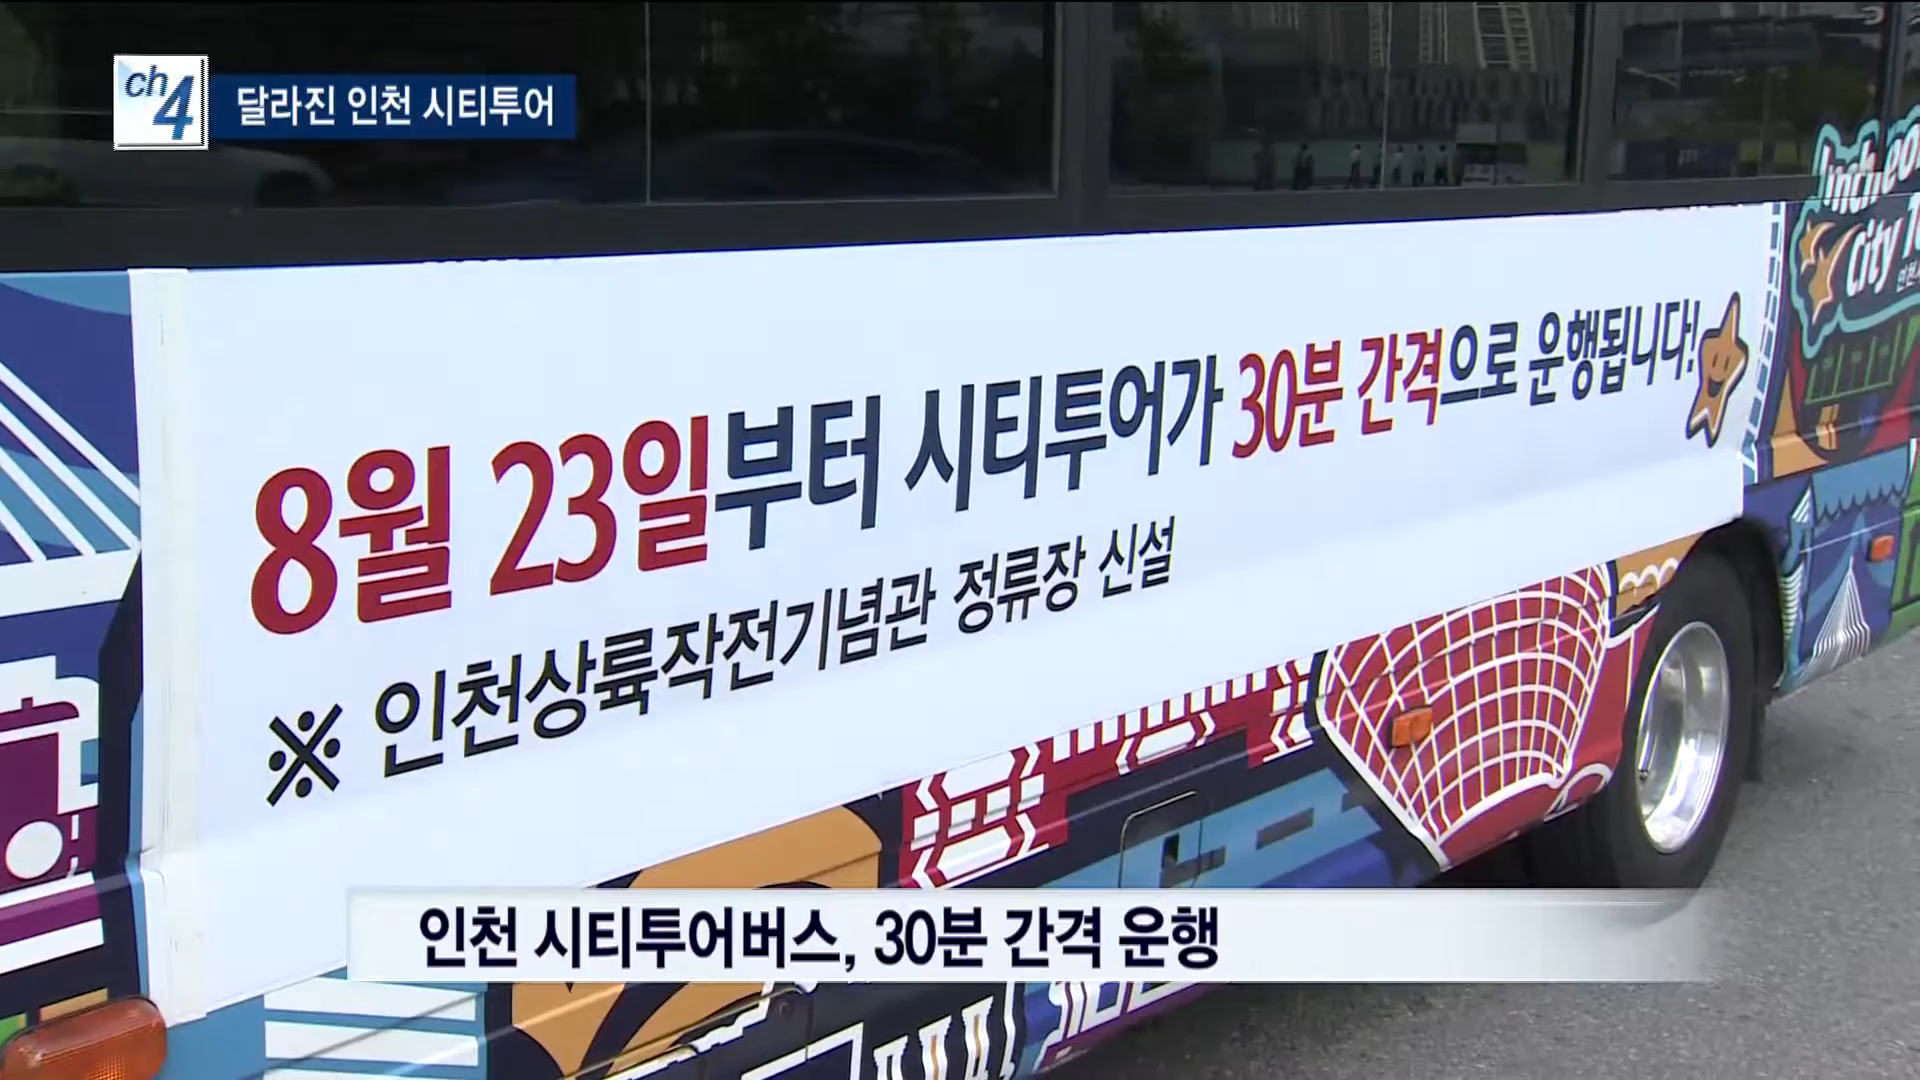 ch4 달라진 인천 시티투어
Incheon
City
8월 23일부터 시티투어가 30분 간격으로 운행됩니다!
※ 인천상륙작전기념관 정류장 신설
인천 시티투어버스, 30분 간격 운행